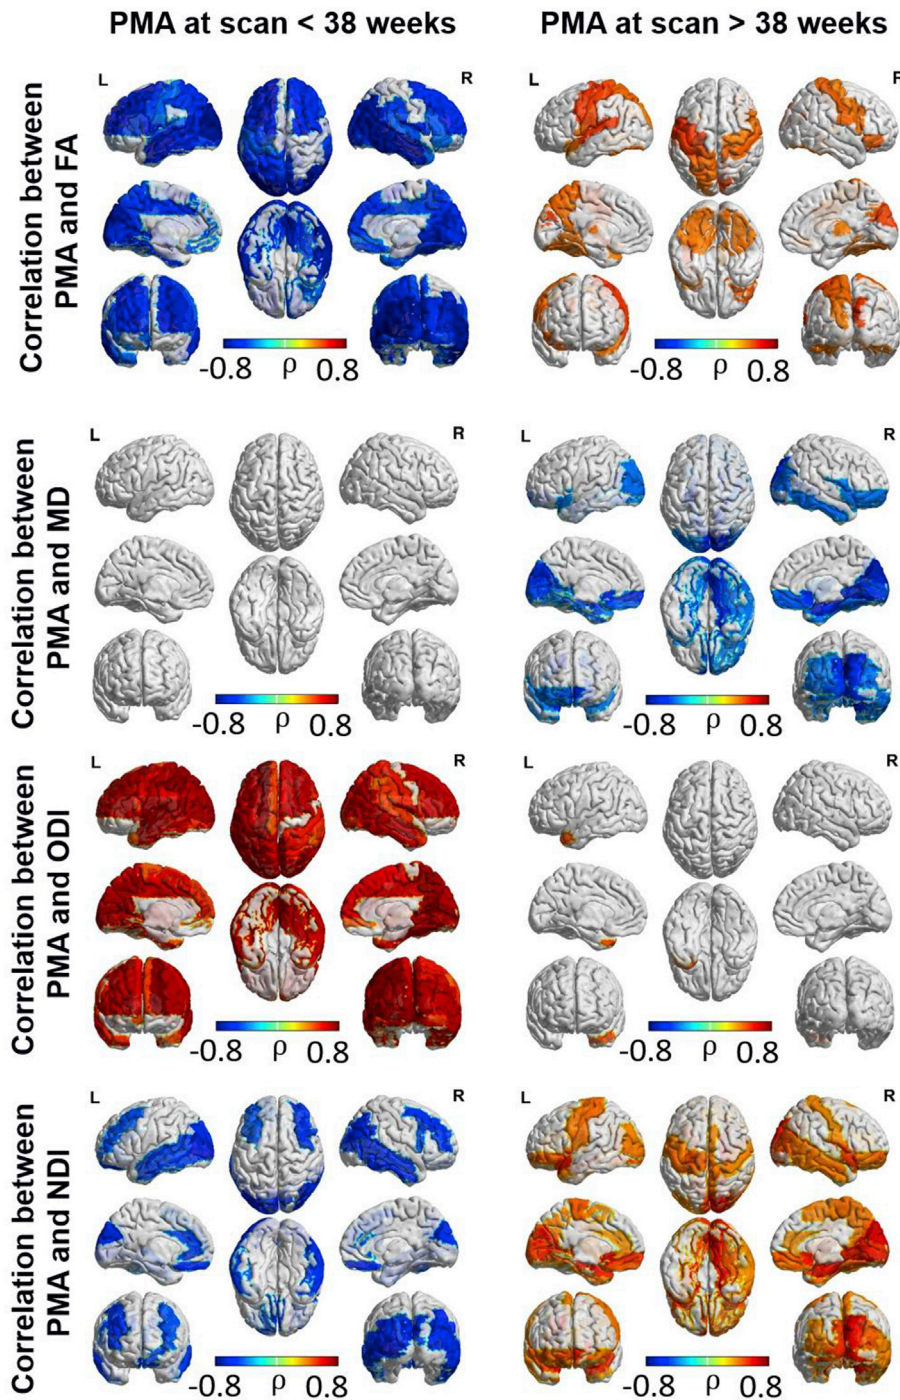 PMA at scan < 38 weeks
PMA at scan > 38 weeks
Correlation between
PMA and FA
L
R
L
R
-0.8 ρ 0.8
-0.8 ρ 0.8
Correlation between
PMA and MD
L
R
L
R
-0.8 ρ 0.8
-0.8 ρ 0.8
Correlation between
PMA and ODI
L
R
L
R
-0.8 ρ 0.8
-0.8 ρ 0.8
Correlation between
PMA and NDI
L
R
L
R
-0.8 ρ 0.8
-0.8 ρ 0.8